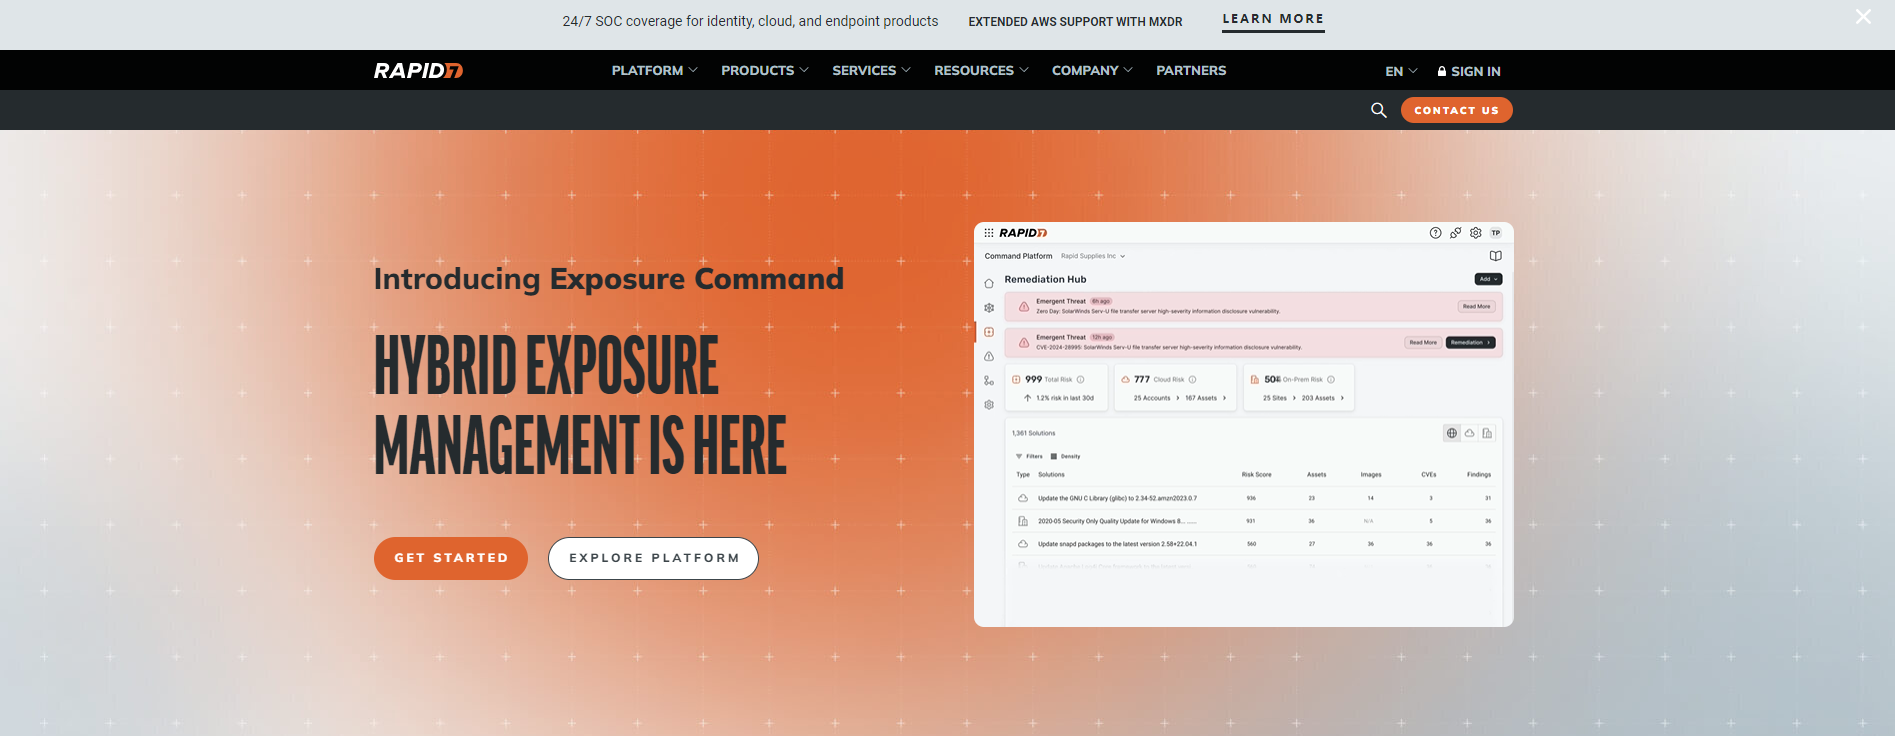 24/7 SOC coverage for identity, cloud, and endpoint products EXTENDED AWS SUPPORT WITH MXDR LEARN MORE
RAPID7 PLATFORM PRODUCTS SERVICES RESOURCES COMPANY PARTNERS EN SIGN IN
CONTACT US
Introducing Exposure Command
HYBRID EXPOSURE
MANAGEMENT IS HERE
GET STARTED EXPLORE PLATFORM
RAPID7 TP
Command Platform Rapid Supplies Inc
Remediation Hub Add
Emergent Threat 6h ago
Zero Day: SolarWinds Serv-U file transfer server high-severity information disclosure vulnerability.
Read More
Emergent Threat 12h ago
CVE-2024-28995: SolarWinds Serv-U file transfer server high-severity information disclosure vulnerability.
Read More Remediation
999 Total Risk
1.2% risk in last 30d
777 Cloud Risk
25 Accounts 167 Assets
On-Prem Risk
25 Sites 203 Assets
1,361 Solutions
Filters Density
Type Solutions Risk Score Assets Images CVEs Findings
Update the GNU C Library (glibc) to 2.34-52.amzn2023.0.7 936 23 14 3 31
2020-05 Security Only Quality Update for Windows 8... ...... 931 36 N/A 5 36
Update snapd packages to the latest version 2.58+22.04.1 560 27 36 36 36